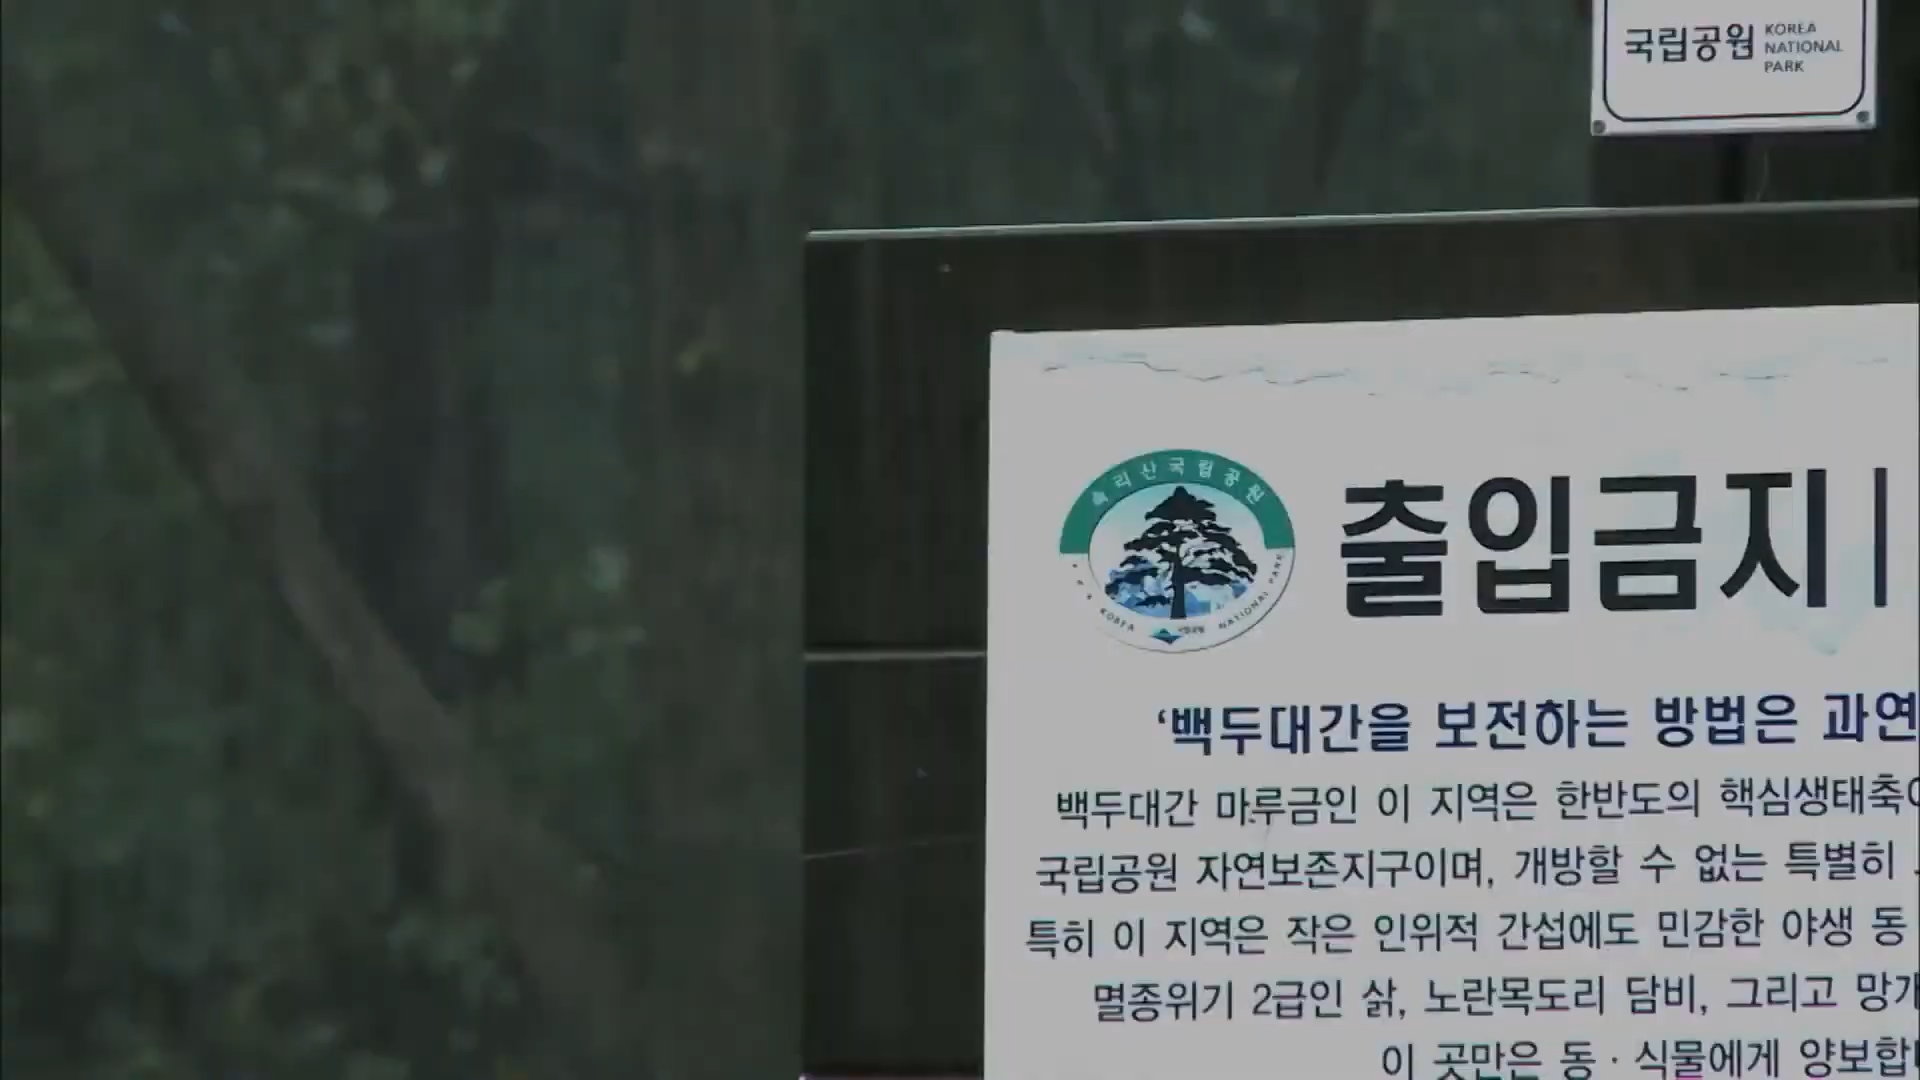 국립공원 KOREA
NATIONAL
PARK
속리산국립공원
KOREA NATIONAL PARK
출입금지
‘백두대간을 보전하는 방법은 과연
백두대간 마루금인 이 지역은 한반도의 핵심생태축
국립공원 자연보존지구이며, 개방할 수 없는 특별히
특히 이 지역은 작은 인위적 간섭에도 민감한 야생 동
멸종위기 2급인 삵, 노란목도리 담비, 그리고 망개
이 곳만은 동·식물에게 양보합